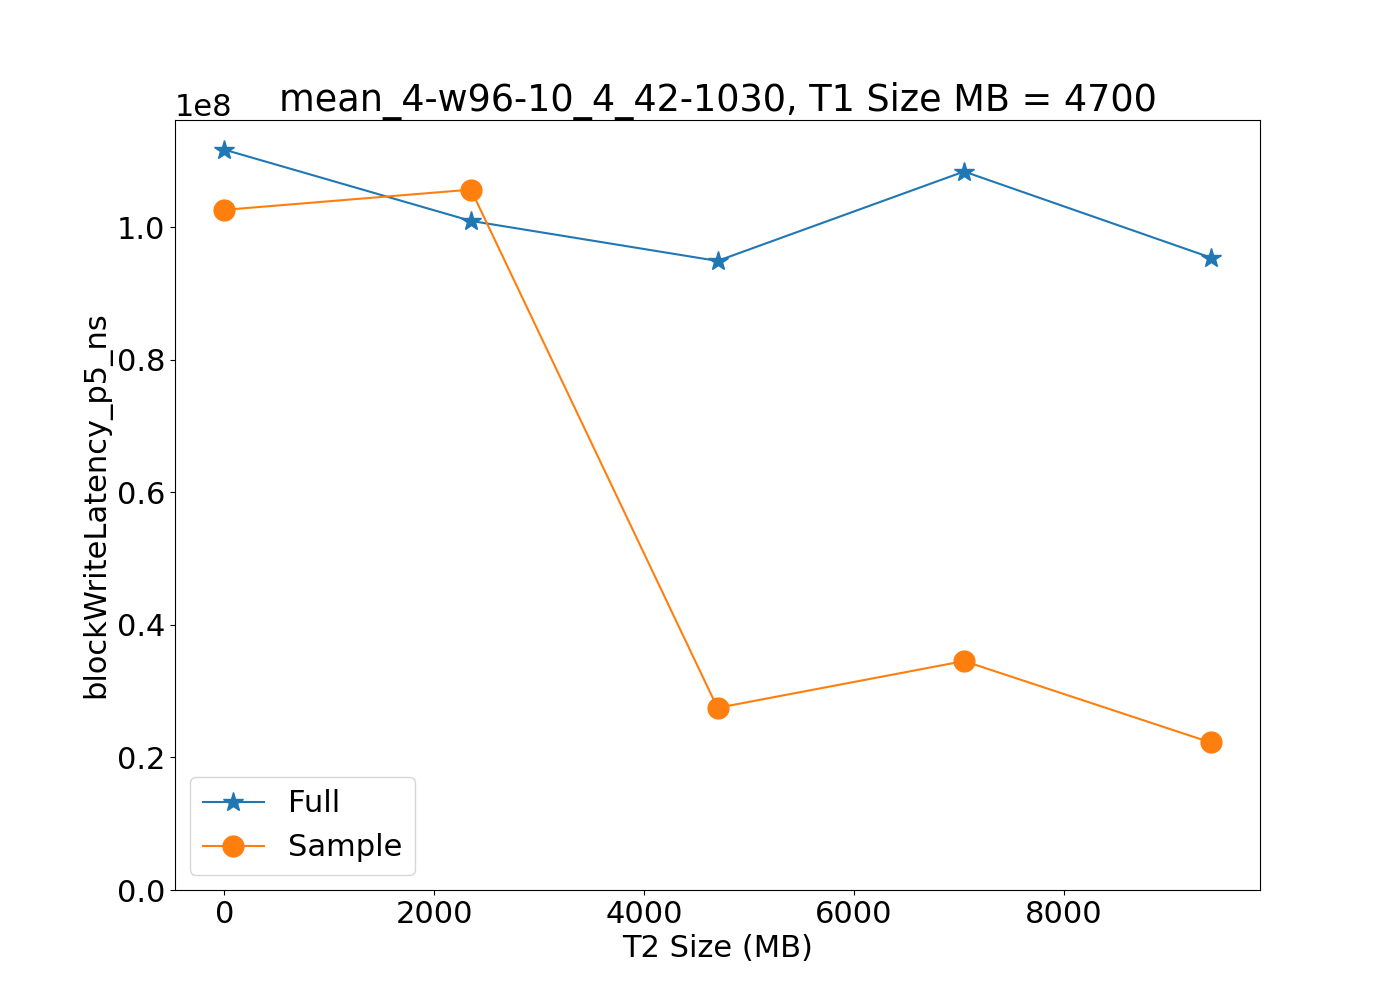 1e8
mean_4-w96-10_4_42-1030, T1 Size MB = 4700
1.0
0.8
0.6
0.4
0.2
0.0
blockWriteLatency_p5_ns
Full
Sample
0 2000 4000 6000 8000
T2 Size (MB)